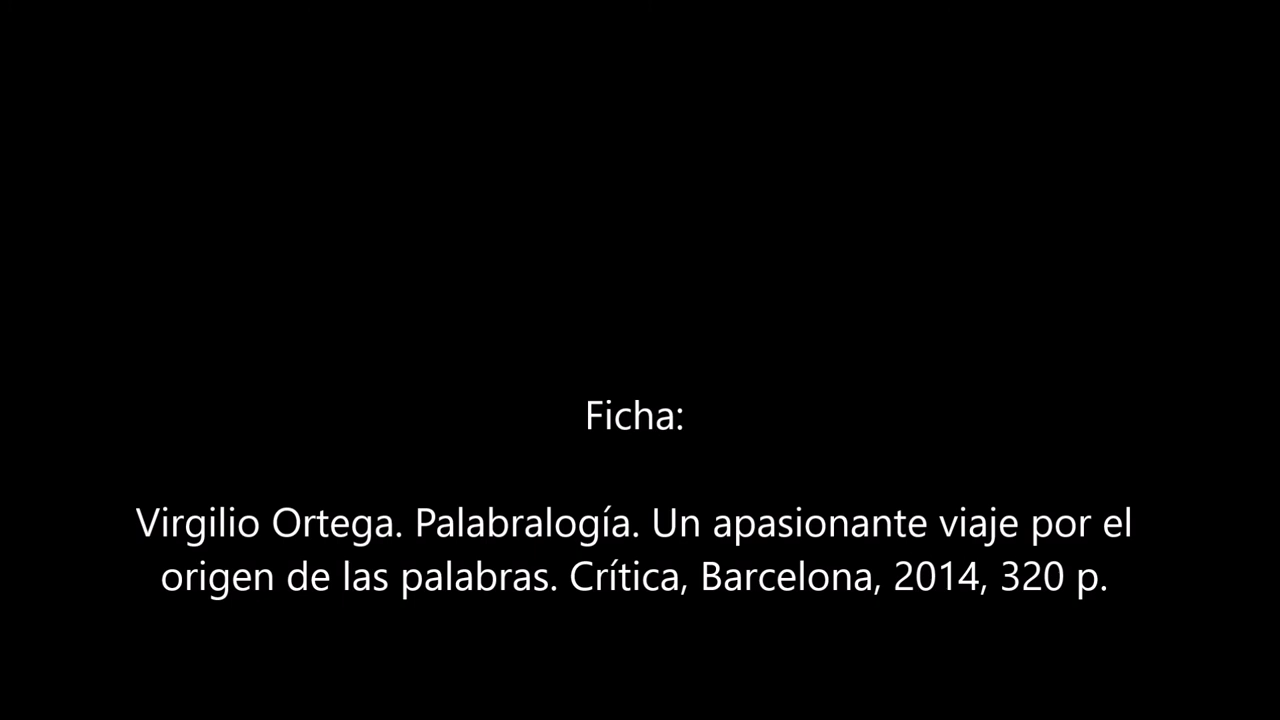 Ficha:
Virgilio Ortega. Palabralogía. Un apasionante viaje por el
origen de las palabras. Crítica, Barcelona, 2014, 320 p.